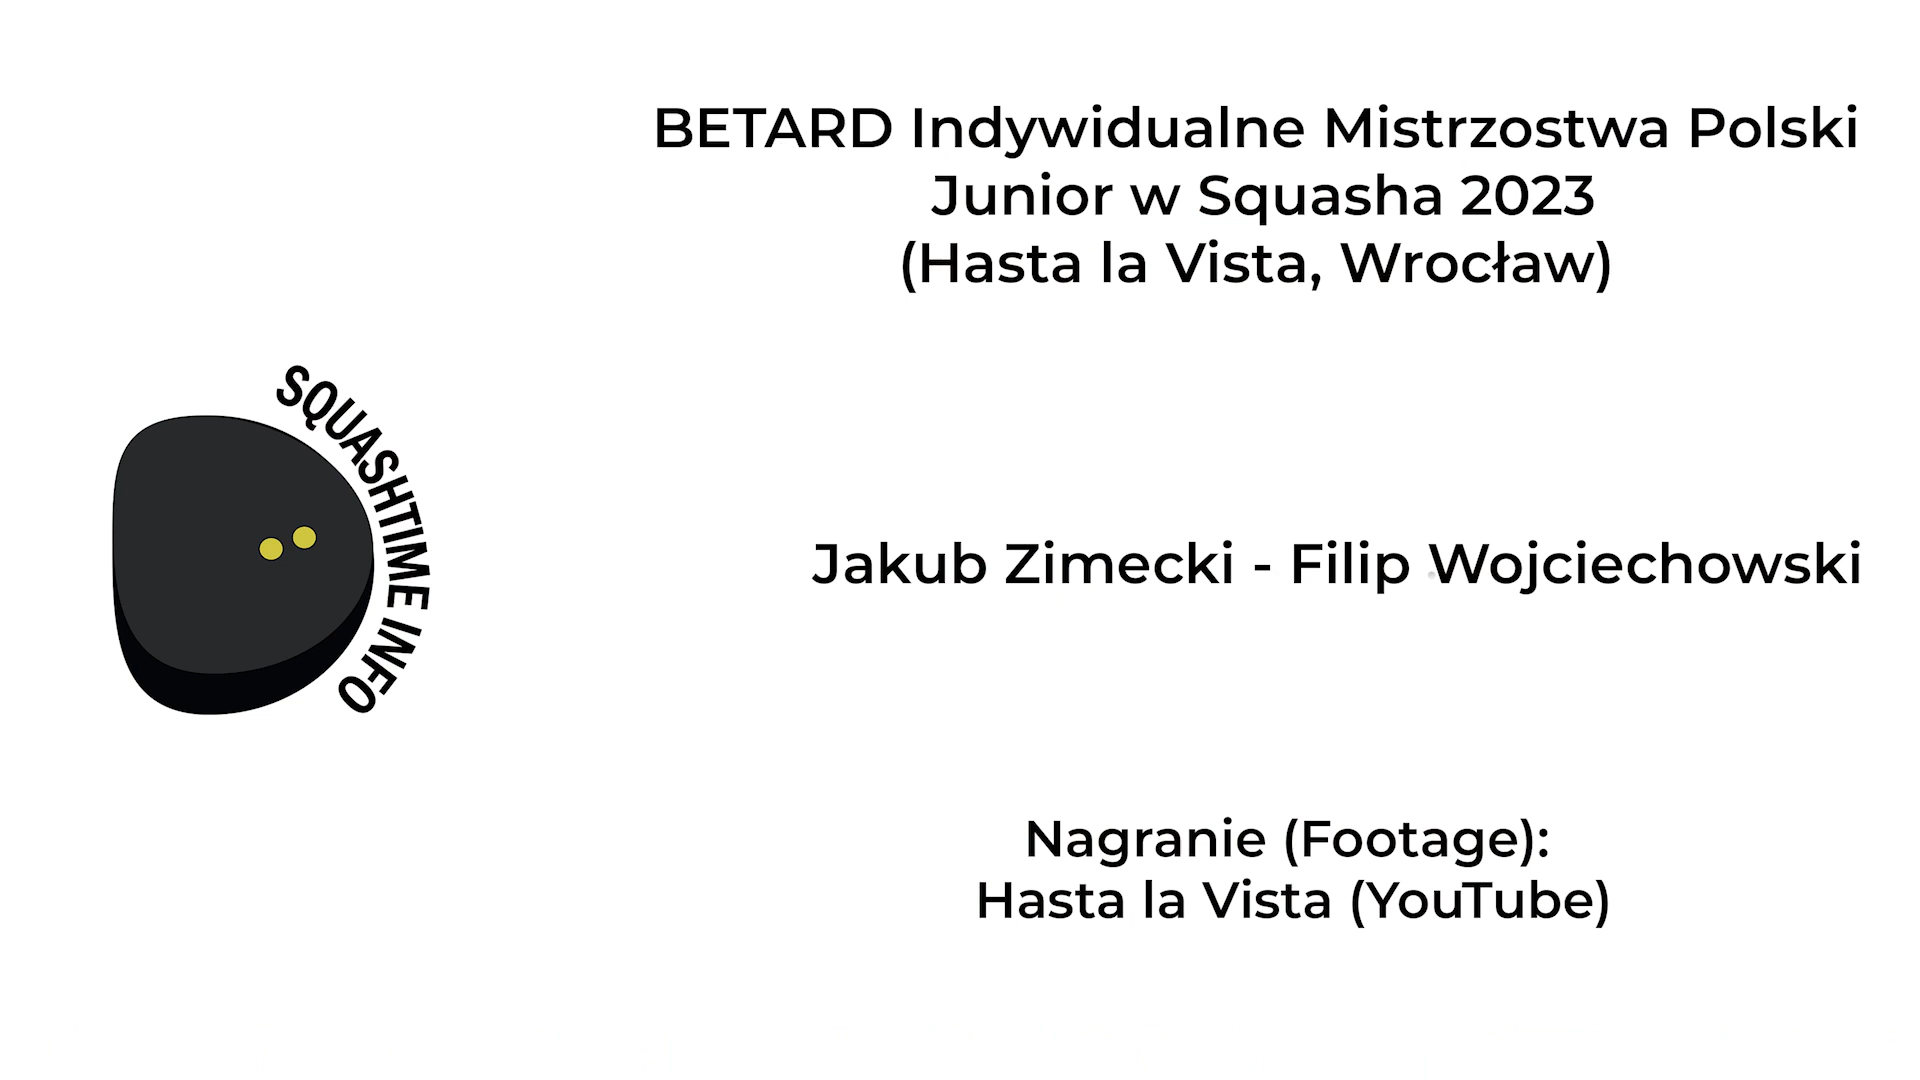 BETARD Indywidualne Mistrzostwa Polski
Junior w Squasha 2023
(Hasta la Vista, Wrocław)
SQUASHTIME INFO
Jakub Zimecki - Filip Wojciechowski
Nagranie (Footage):
Hasta la Vista (YouTube)